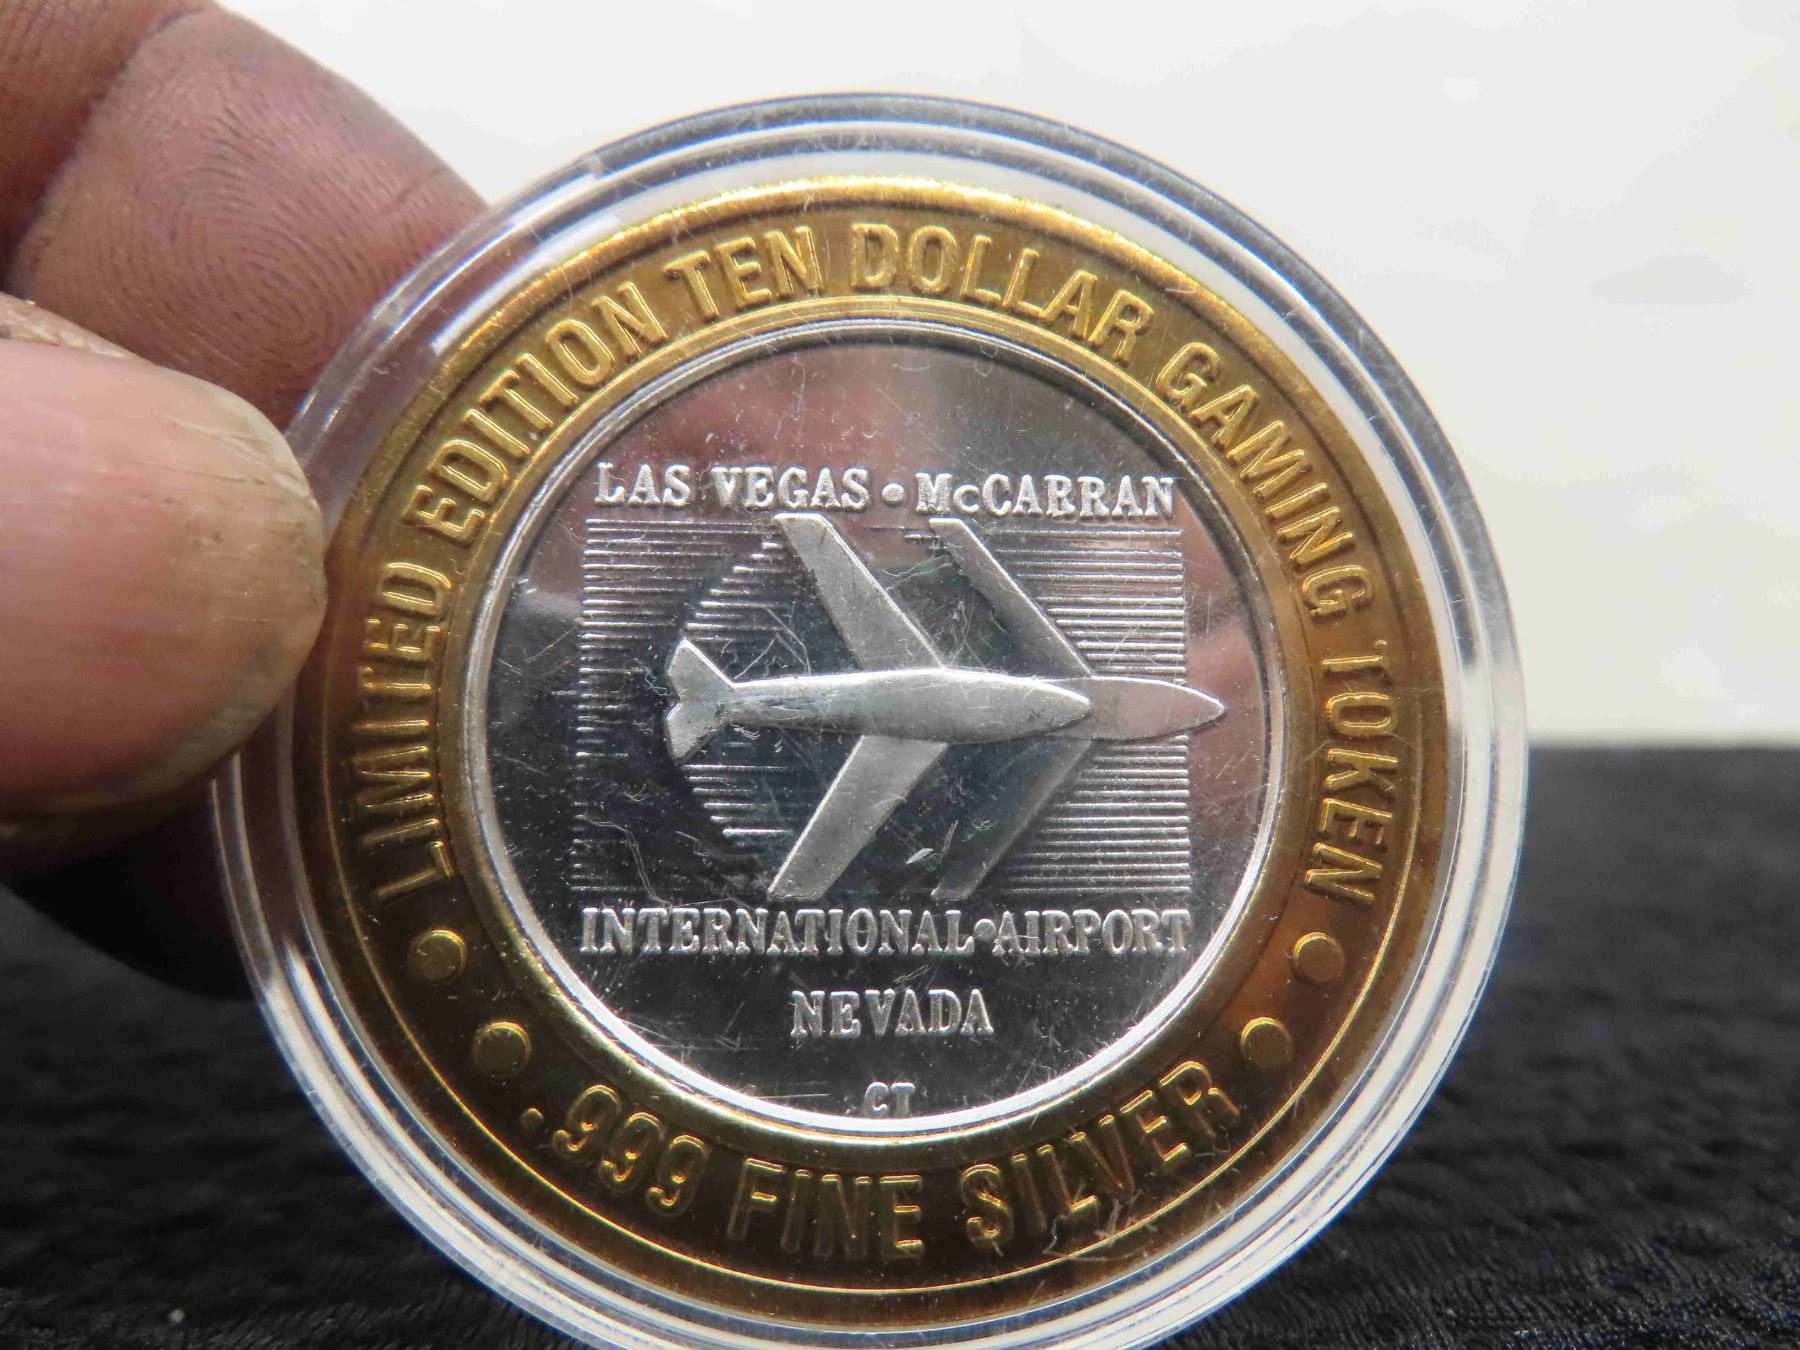 LIMITED EDITION TEN DOLLAR GAMING TOKEN
LAS VEGAS • McCARRAN
INTERNATIONAL • AIRPORT
NEVADA
CT
.999 FINE SILVER